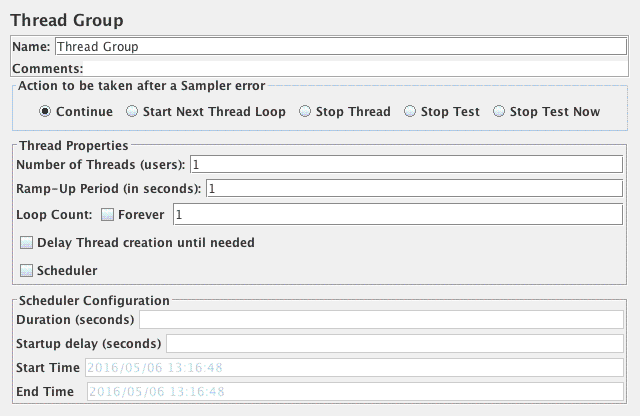 Thread Group
Name: Thread Group
Comments:
Action to be taken after a Sampler error
Continue Start Next Thread Loop Stop Thread Stop Test Stop Test Now
Thread Properties
Number of Threads (users): 1
Ramp-Up Period (in seconds): 1
Loop Count: Forever 1
Delay Thread creation until needed
Scheduler
Scheduler Configuration
Duration (seconds)
Startup delay (seconds)
Start Time 2016/05/06 13:16:48
End Time 2016/05/06 13:16:48